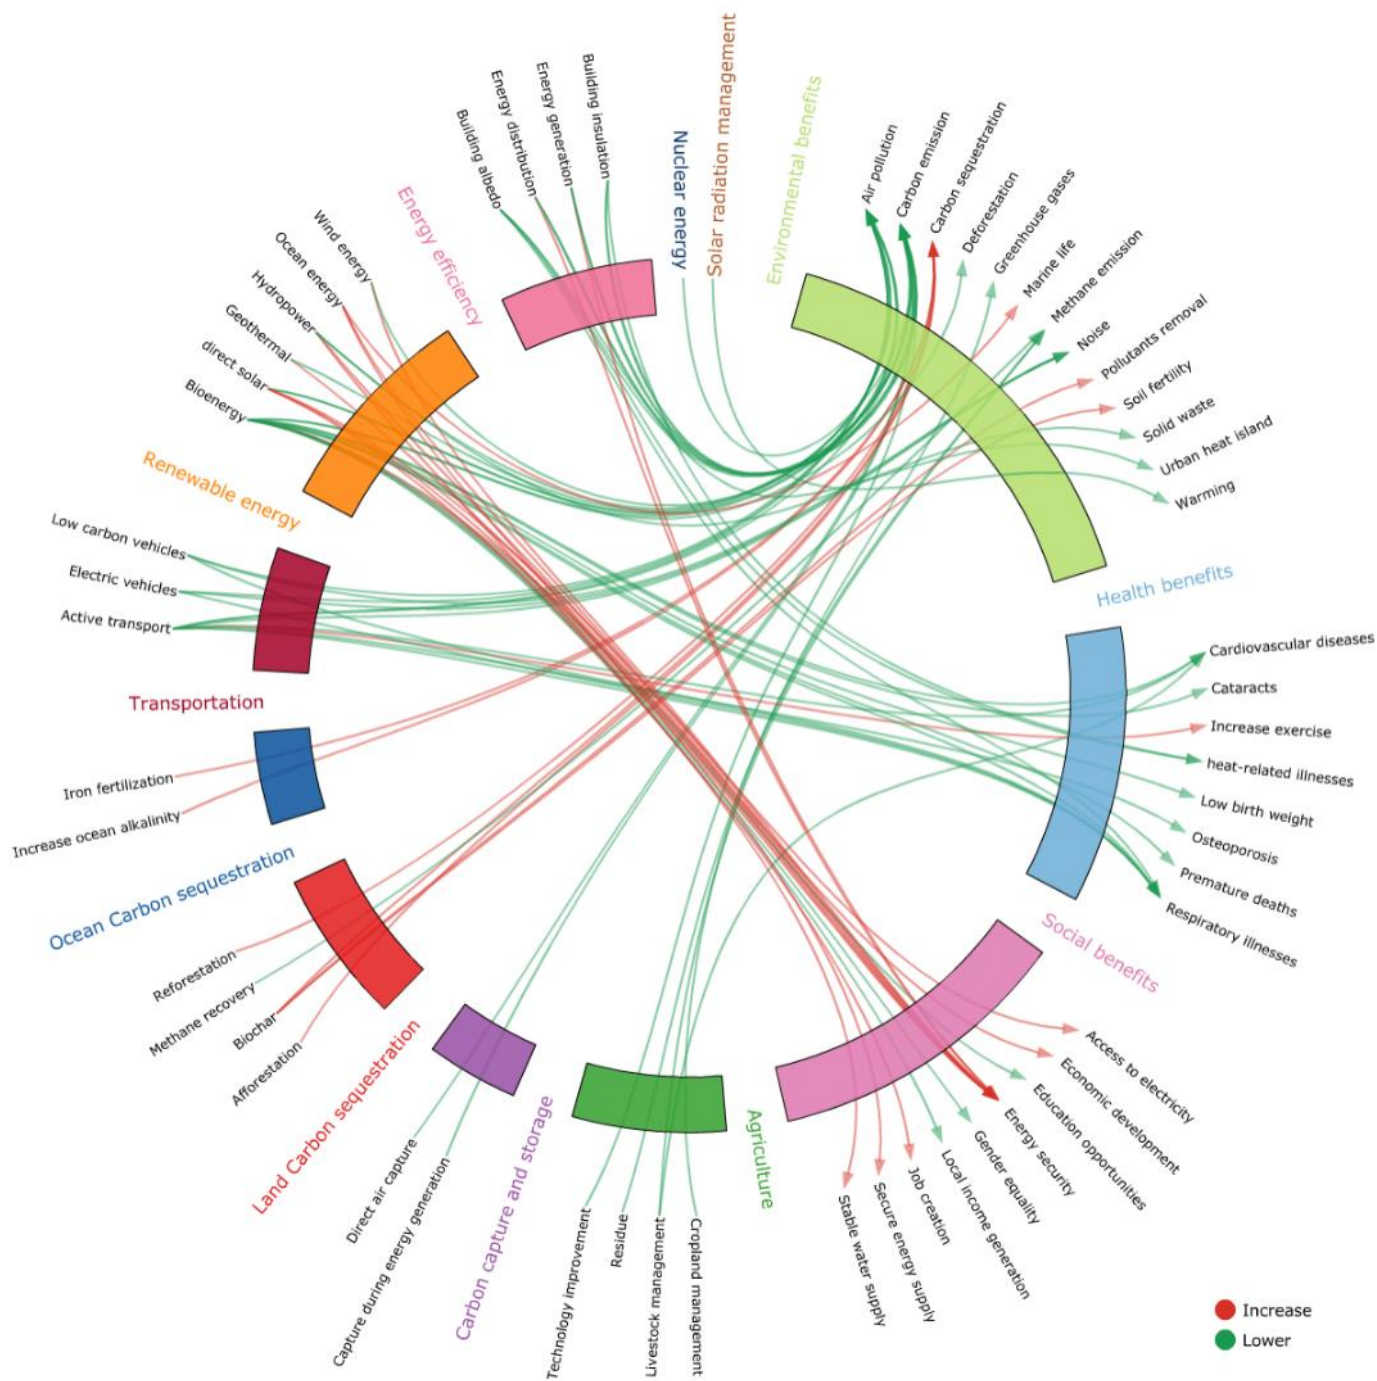 Building albedo
Energy distribution
Energy generation
Building insulation
Energy efficiency
Nuclear energy
Solar radiation management
Environmental benefits
Air pollution
Carbon emission
Carbon sequestration
Deforestation
Greenhouse gases
Marine life
Methane emission
Noise
Pollutants removal
Soil fertility
Solid waste
Urban heat island
Warming
Health benefits
Cardiovascular diseases
Cataracts
Increase exercise
heat-related illnesses
Low birth weight
Osteoporosis
Premature deaths
Respiratory illnesses
Social benefits
Access to electricity
Economic development
Education opportunities
Energy security
Gender equality
Local income generation
Job creation
Secure energy supply
Stable water supply
Agriculture
Cropland management
Livestock management
Residue
Technology improvement
Carbon capture and storage
Capture during energy generation
Direct air capture
Land Carbon sequestration
Afforestation
Biochar
Methane recovery
Reforestation
Ocean Carbon sequestration
Increase ocean alkalinity
Iron fertilization
Transportation
Active transport
Electric vehicles
Low carbon vehicles
Renewable energy
Bioenergy
direct solar
Geothermal
Hydropower
Ocean energy
Wind energy
Increase
Lower